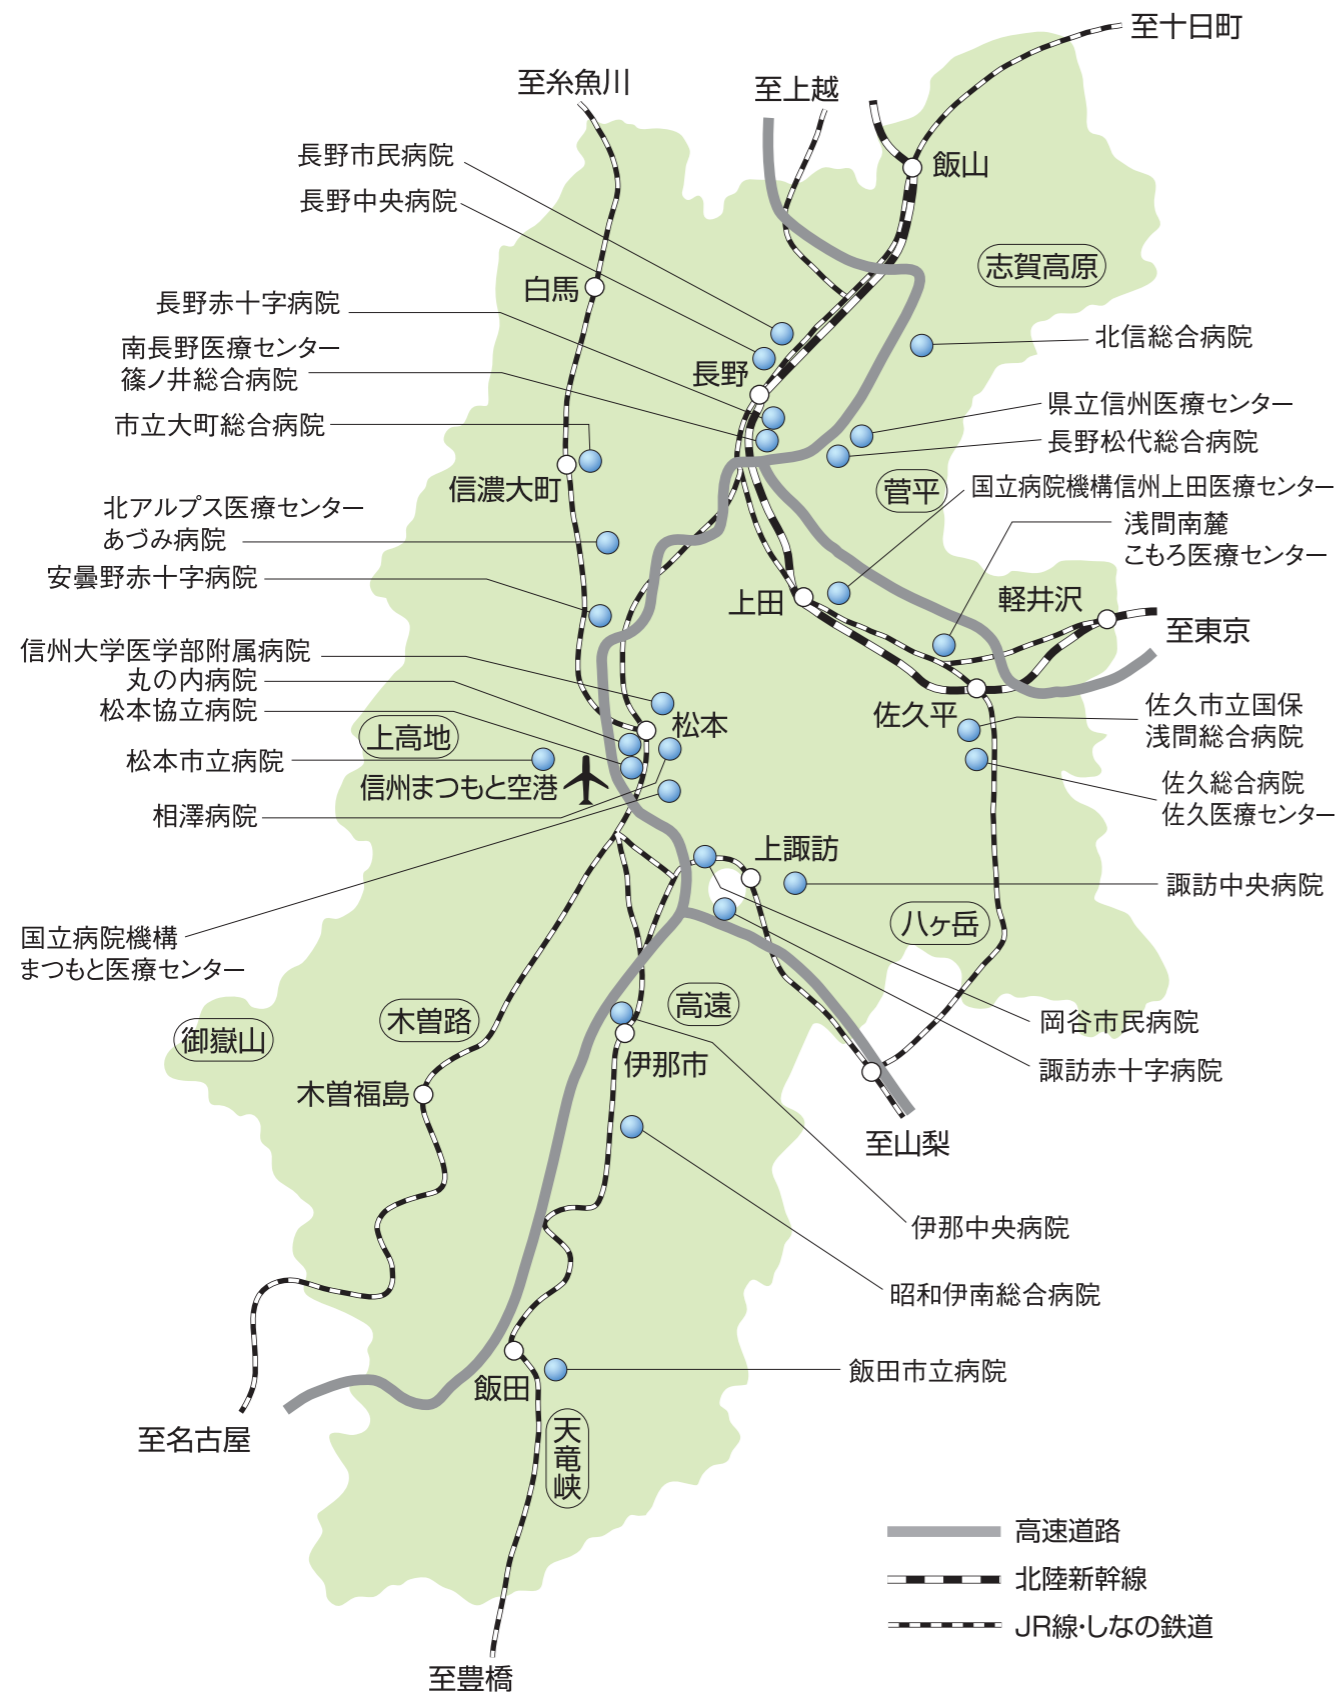 至十日町
至糸魚川
至上越
長野市民病院
飯山
長野中央病院
志賀高原
白馬
長野赤十字病院
北信総合病院
南長野医療センター
篠ノ井総合病院
長野
県立信州医療センター
市立大町総合病院
長野松代総合病院
信濃大町
菅平
国立病院機構信州上田医療センター
北アルプス医療センター
あづみ病院
浅間南麓
こもろ医療センター
安曇野赤十字病院
上田
軽井沢
至東京
信州大学医学部附属病院
丸の内病院
松本協立病院
佐久平
佐久市立国保
浅間総合病院
上高地
松本
松本市立病院
信州まつもと空港
佐久総合病院
佐久医療センター
相澤病院
上諏訪
諏訪中央病院
八ヶ岳
国立病院機構
まつもと医療センター
高遠
木曽路
岡谷市民病院
御嶽山
伊那市
諏訪赤十字病院
木曽福島
至山梨
伊那中央病院
昭和伊南総合病院
飯田市立病院
飯田
至名古屋
天竜峡
高速道路
北陸新幹線
JR線・しなの鉄道
至豊橋